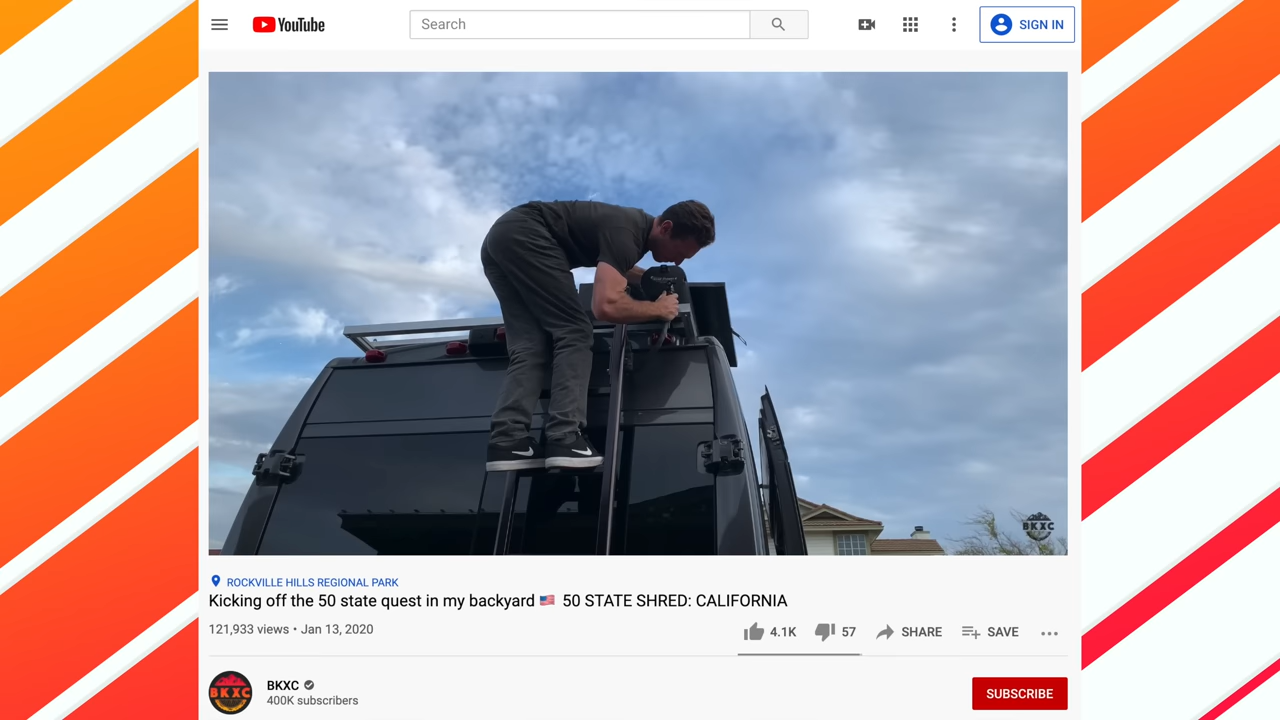 YouTube
Search
SIGN IN
BKXC
ROCKVILLE HILLS REGIONAL PARK
Kicking off the 50 state quest in my backyard 🇺🇸 50 STATE SHRED: CALIFORNIA
121,933 views • Jan 13, 2020
4.1K
57
SHARE
SAVE
BKXC
BKXC
400K subscribers
SUBSCRIBE